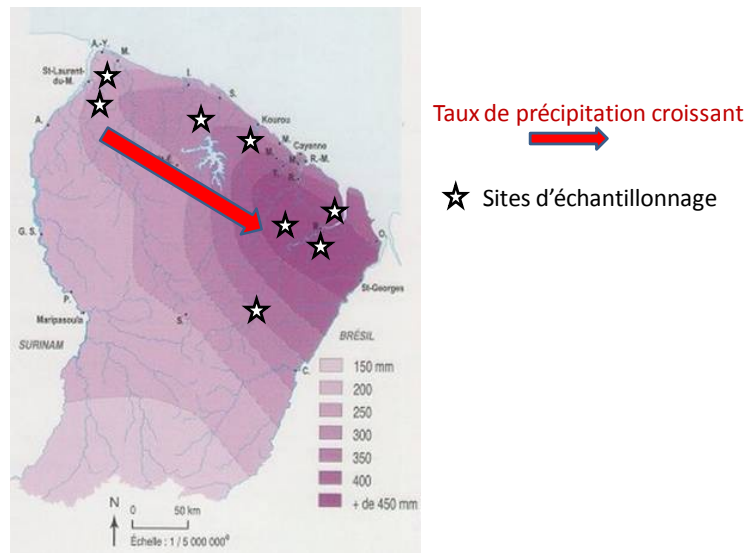 A.-Y.
M.
St-Laurent-
du-M.
I.
S.
A.
Kourou
M.
Cayenne
M.
M.
R.-M.
R.
G. S.
O.
St-Georges
P.
Maripasoula
S.
SURINAM
BRÉSIL
C.
150 mm
200
250
300
350
400
+ de 450 mm
N
0 50 km
Échelle : 1 / 5 000 000°
Taux de précipitation croissant
Sites d'échantillonnage